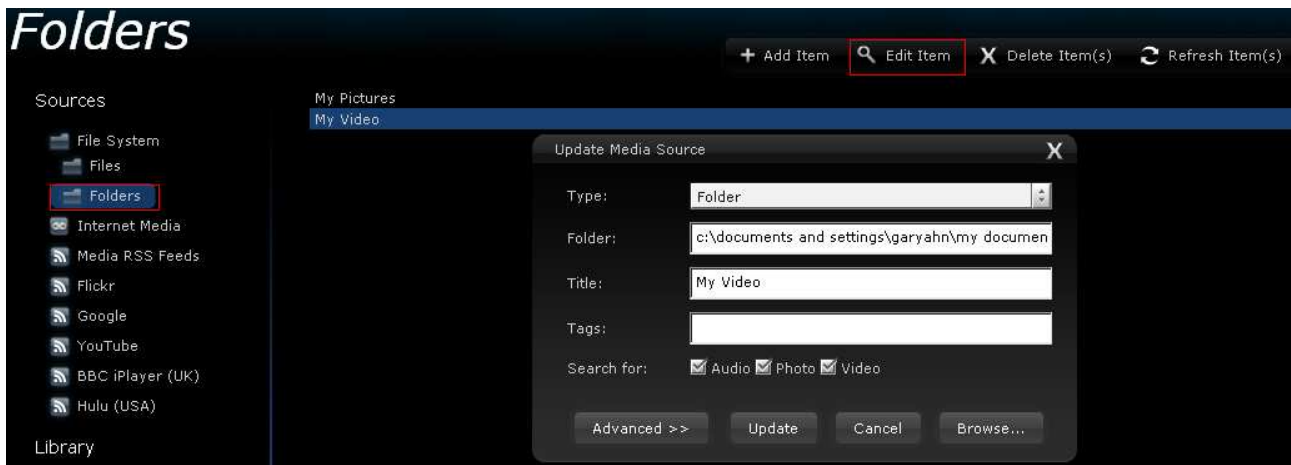 Folders
+ Add Item Edit Item X Delete Item(s) Refresh Item(s)
Sources
File System
Files
Folders
Internet Media
Media RSS Feeds
Flickr
Google
YouTube
BBC iPlayer (UK)
Hulu (USA)
Library
My Pictures
My Video
Update Media Source X
Type: Folder
Folder: c:\documents and settings\garyahn\my documen
Title: My Video
Tags:
Search for: Audio Photo Video
Advanced >> Update Cancel Browse...